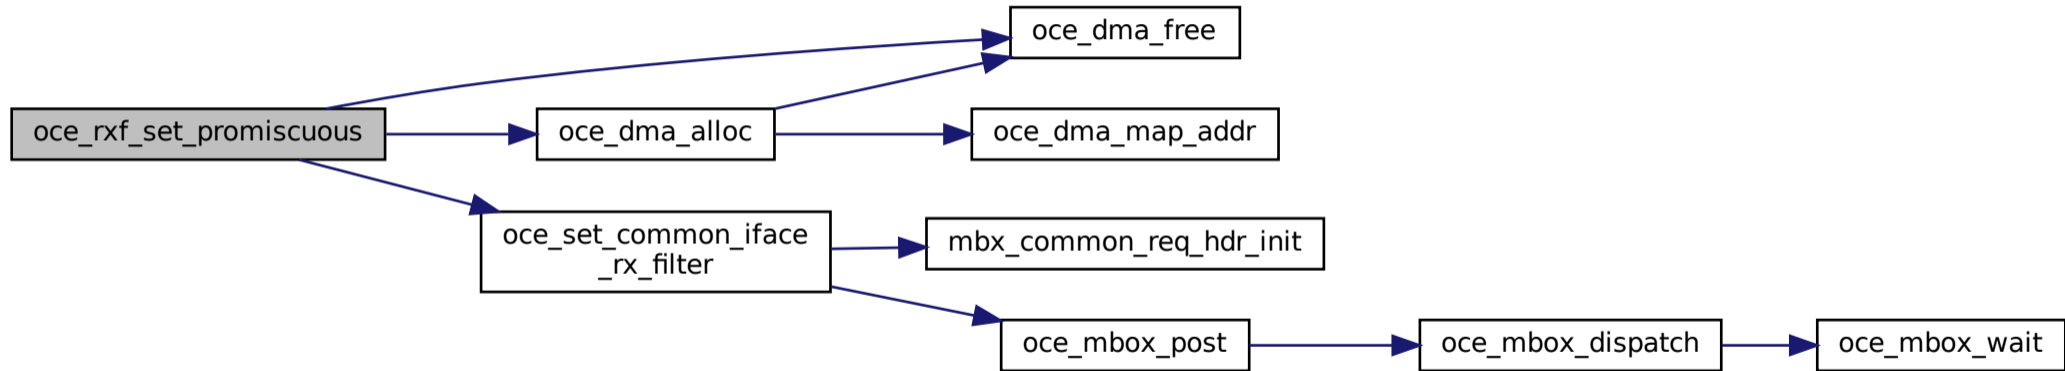 oce_dma_free
oce_rxf_set_promiscuous
oce_dma_alloc
oce_dma_map_addr
oce_set_common_iface
_rx_filter
mbx_common_req_hdr_init
oce_mbox_post
oce_mbox_dispatch
oce_mbox_wait